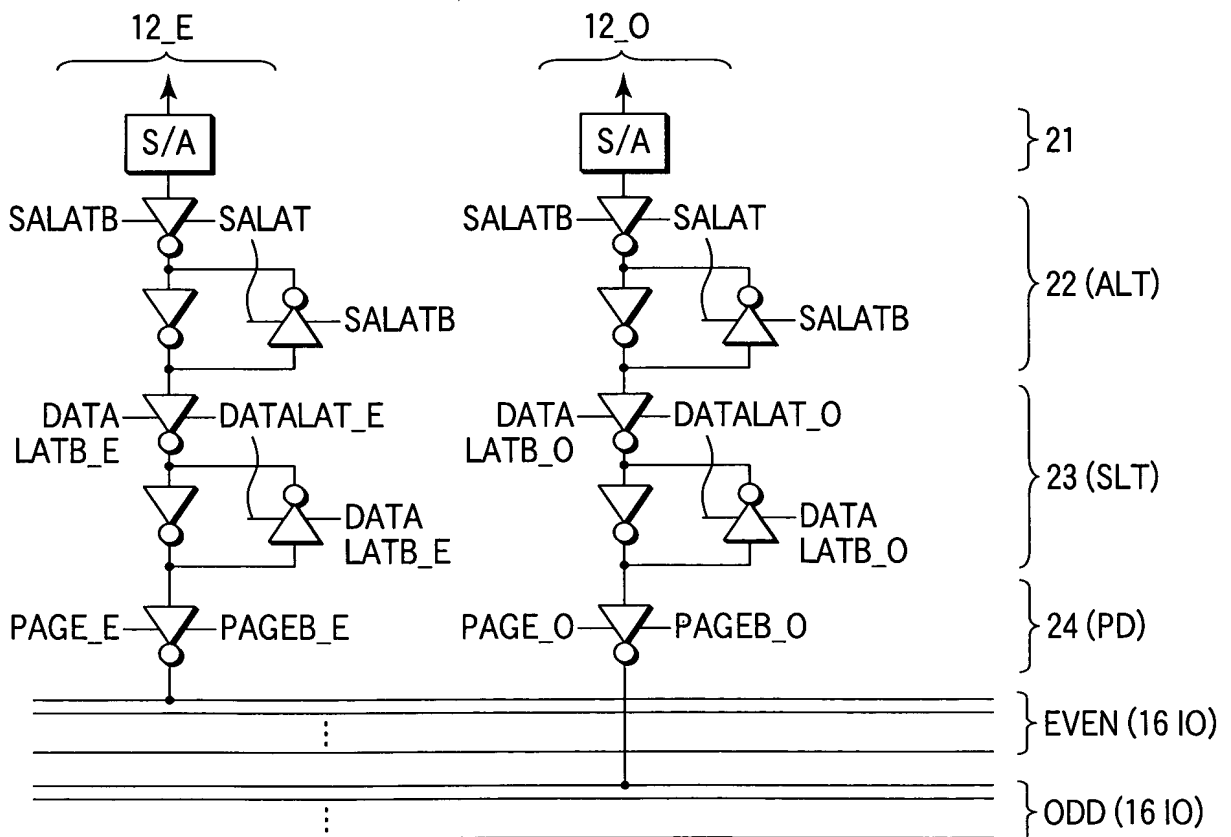 12_E 12_O
S/A S/A 21
SALATB SALAT SALATB SALAT
SALATB SALATB 22 (ALT)
DATA LATB_E DATALAT_E DATA LATB_O DATALAT_O
DATA LATB_E DATA LATB_O 23 (SLT)
PAGE_E PAGEB_E PAGE_O PAGEB_O 24 (PD)
EVEN (16 IO)
ODD (16 IO)